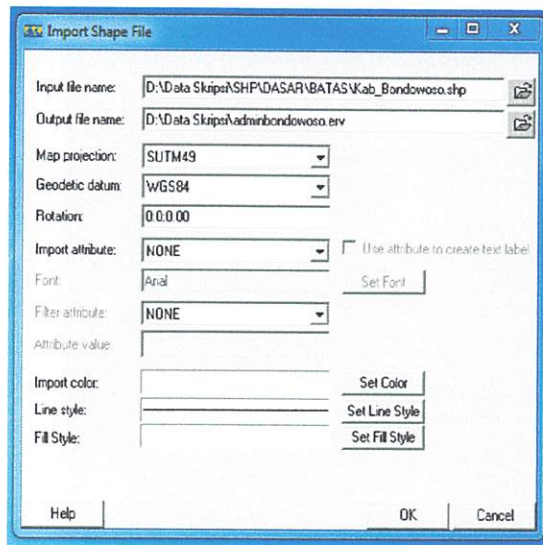 Import Shape File
Input file name: D:\Data Skripsi\SHP\DASAR\BATAS\Kab_Bondowoso.shp
Output file name: D:\Data Skripsi\adminbondowoso.erv
Map projection: SUTM49
Geodetic datum: WGS84
Rotation: 0:0:0.00
Import attribute: NONE Use attribute to create text label
Font: Arial Set Font
Filter attribute: NONE
Attribute value
Import color: Set Color
Line style: Set Line Style
Fill Style: Set Fill Style
Help OK Cancel